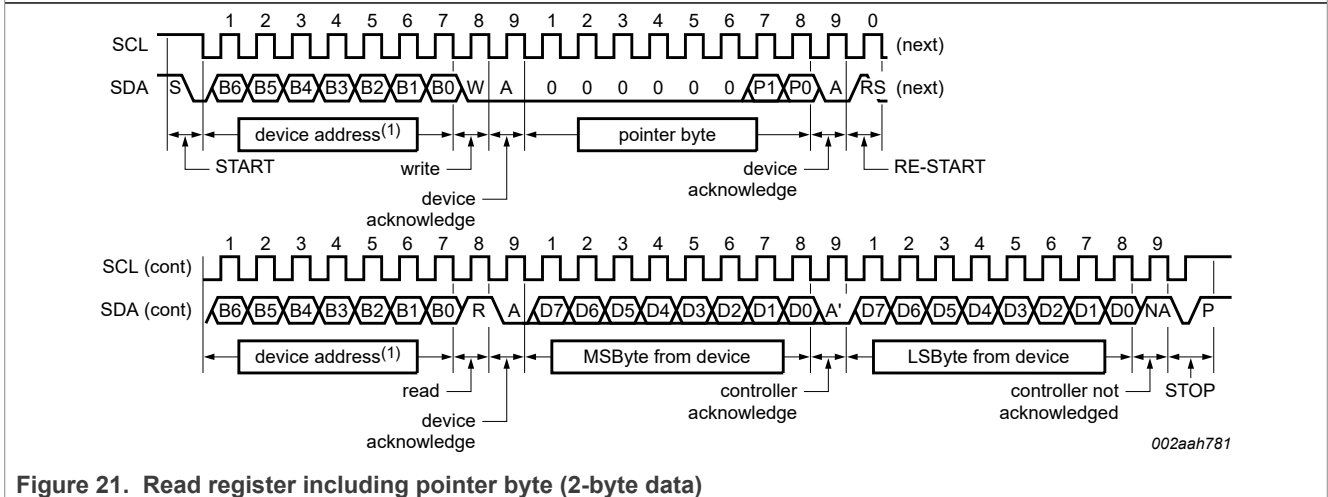 1 2 3 4 5 6 7 8 9 1 2 3 4 5 6 7 8 9 0
SCL (next)
SDA S B6 B5 B4 B3 B2 B1 B0 W A 0 0 0 0 0 0 P1 P0 A RS (next)
device address(1) pointer byte
START write device RE-START
acknowledge
device
acknowledge
1 2 3 4 5 6 7 8 9 1 2 3 4 5 6 7 8 9 1 2 3 4 5 6 7 8 9
SCL (cont)
SDA (cont) B6 B5 B4 B3 B2 B1 B0 R A D7 D6 D5 D4 D3 D2 D1 D0 A' D7 D6 D5 D4 D3 D2 D1 D0 NA P
device address(1) MSByte from device LSByte from device
read controller controller not STOP
acknowledge acknowledged
device
acknowledge
002aah781
Figure 21. Read register including pointer byte (2-byte data)